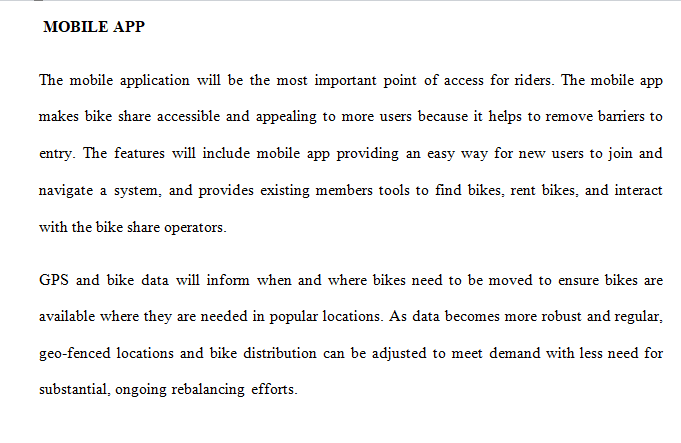 MOBILE APP
The mobile application will be the most important point of access for riders. The mobile app
makes bike share accessible and appealing to more users because it helps to remove barriers to
entry. The features will include mobile app providing an easy way for new users to join and
navigate a system, and provides existing members tools to find bikes, rent bikes, and interact
with the bike share operators.
GPS and bike data will inform when and where bikes need to be moved to ensure bikes are
available where they are needed in popular locations. As data becomes more robust and regular,
geo-fenced locations and bike distribution can be adjusted to meet demand with less need for
substantial, ongoing rebalancing efforts.